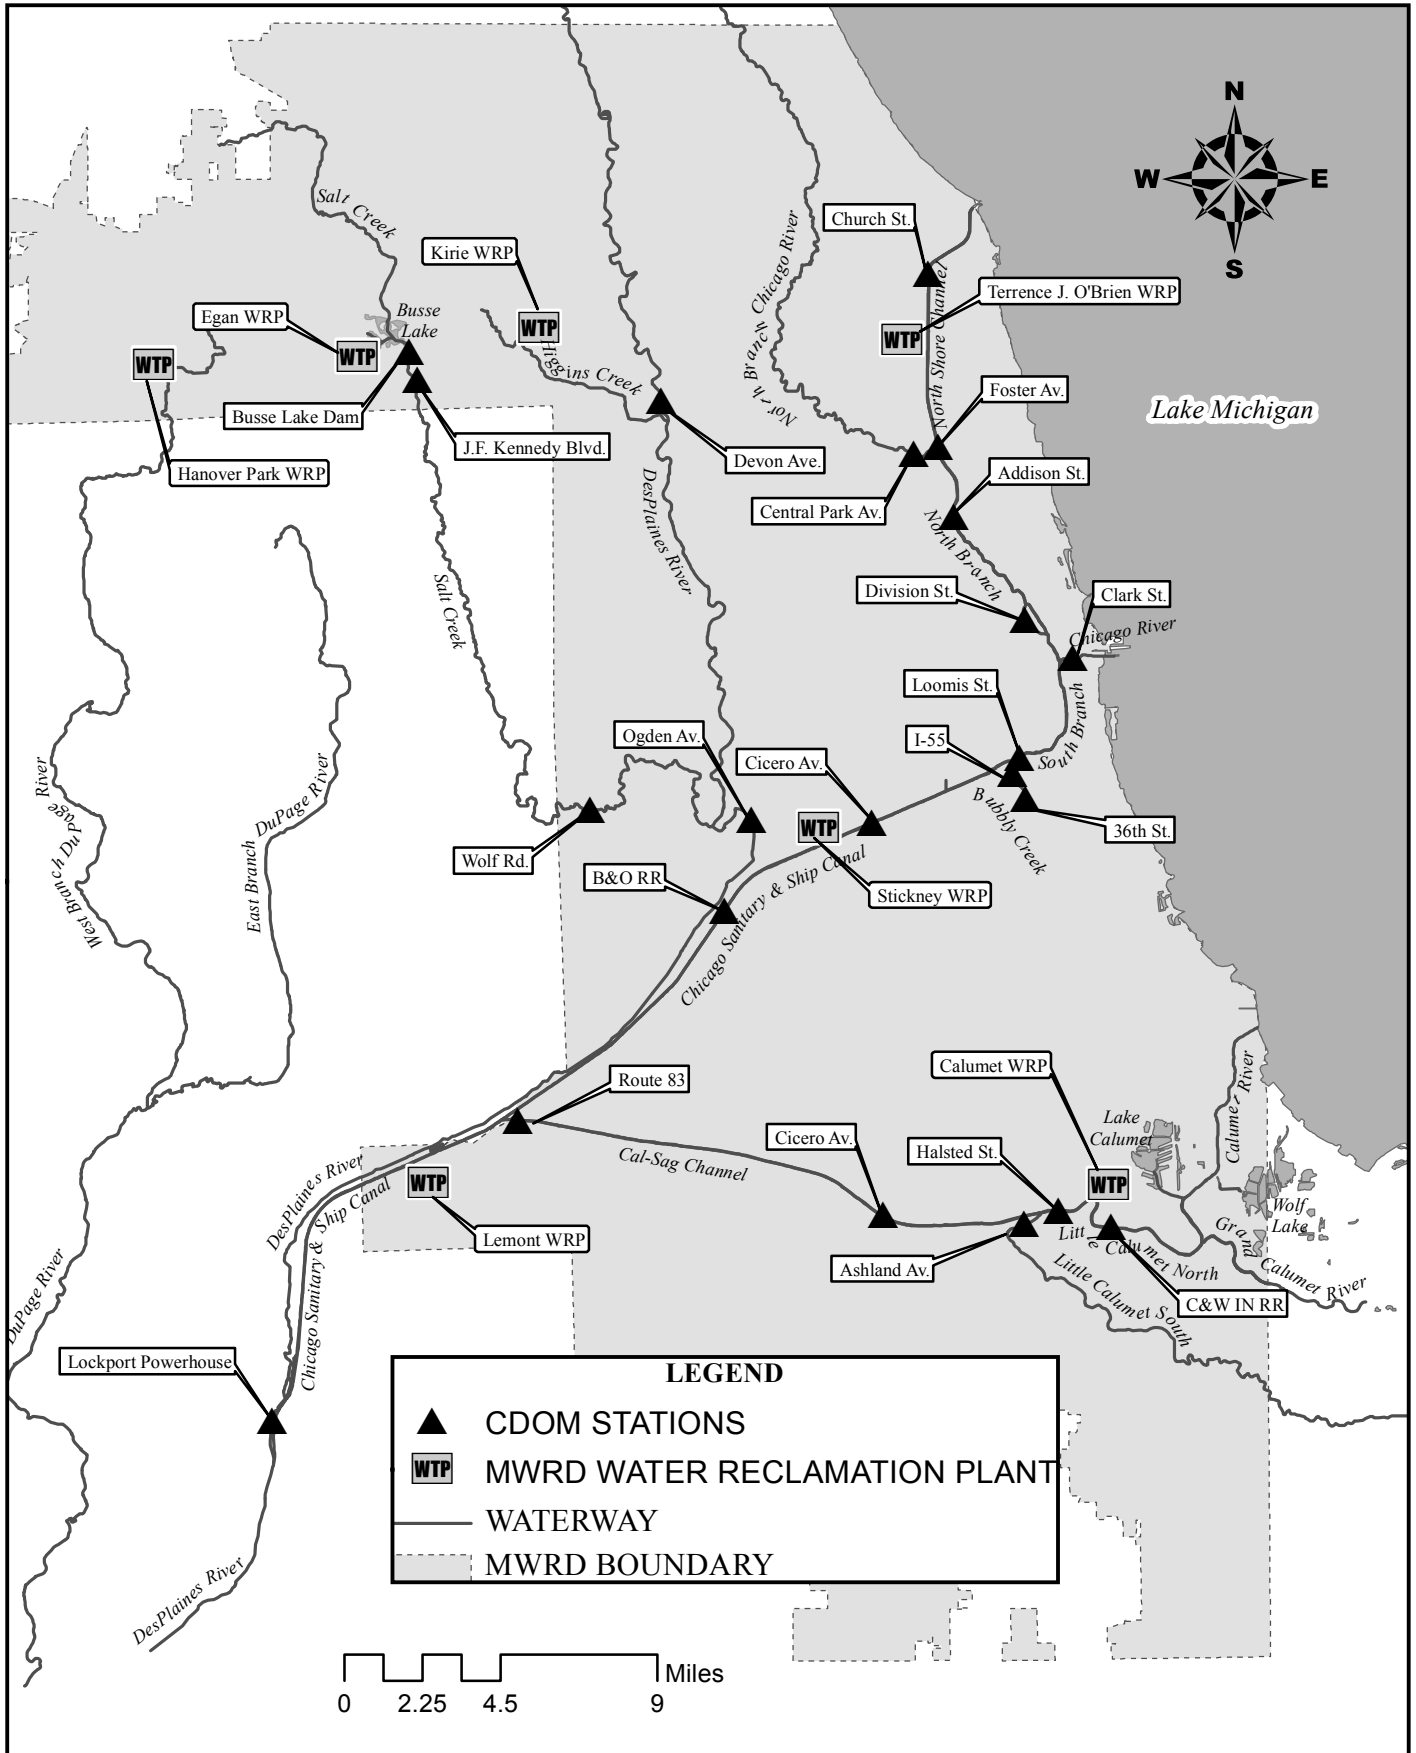 N
W
E
S
Salt Creek
North Branch Chicago River
Church St.
Kirie WRP
North Shore Channel
Terrence J. O'Brien WRP
Egan WRP
Busse
Lake
WTP
WTP
WTP
WTP
Higgins Creek
Foster Av.
Lake Michigan
Busse Lake Dam
J.F. Kennedy Blvd.
Devon Ave.
Hanover Park WRP
Addison St.
Central Park Av.
DesPlaines River
North Branch
Salt Creek
Division St.
Clark St.
Chicago River
Loomis St.
South Branch
I-55
Ogden Av.
Cicero Av.
Bubbly Creek
36th St.
WTP
Wolf Rd.
B&O RR
Stickney WRP
Chicago Sanitary & Ship Canal
West Branch DuPage River
East Branch DuPage River
Route 83
Calumet WRP
Lake
Calumet
Calumet River
Cal-Sag Channel
Cicero Av.
Halsted St.
WTP
WTP
Wolf
Lake
Lemont WRP
Ashland Av.
Little Calumet North
Grand Calumet River
C&W IN RR
Little Calumet South
DesPlaines River
Chicago Sanitary & Ship Canal
DuPage River
Lockport Powerhouse
DesPlaines River
LEGEND
CDOM STATIONS
WTP MWRD WATER RECLAMATION PLANT
WATERWAY
MWRD BOUNDARY
Miles
0 2.25 4.5 9